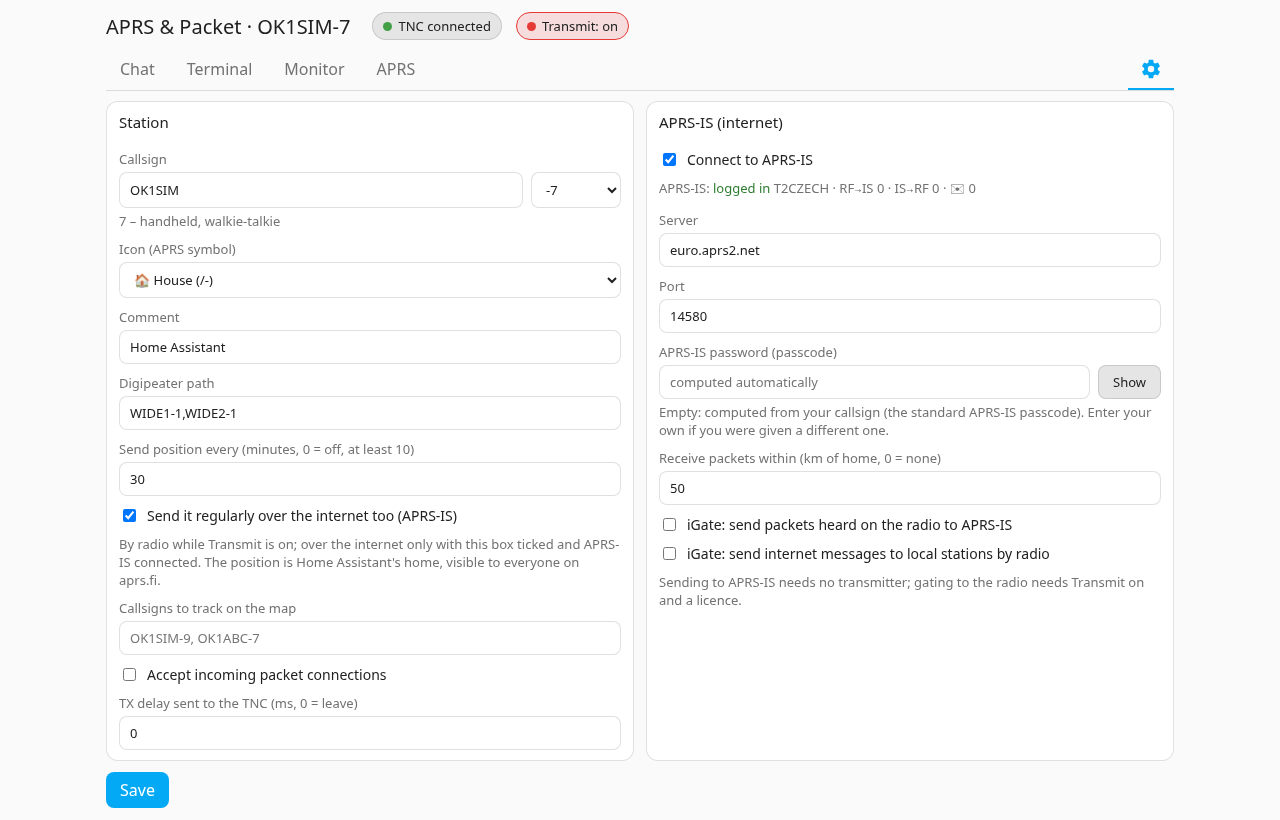 APRS & Packet · OK1SIM-7
TNC connected
Transmit: on
Chat
Terminal
Monitor
APRS
Station
Callsign
OK1SIM
-7
7 – handheld, walkie-talkie
Icon (APRS symbol)
🏠 House (/-)
Comment
Home Assistant
Digipeater path
WIDE1-1,WIDE2-1
Send position every (minutes, 0 = off, at least 10)
30
Send it regularly over the internet too (APRS-IS)
By radio while Transmit is on; over the internet only with this box ticked and APRS-
IS connected. The position is Home Assistant's home, visible to everyone on
aprs.fi.
Callsigns to track on the map
OK1SIM-9, OK1ABC-7
Accept incoming packet connections
TX delay sent to the TNC (ms, 0 = leave)
0
APRS-IS (internet)
Connect to APRS-IS
APRS-IS: logged in T2CZECH · RF→IS 0 · IS→RF 0 · ✉ 0
Server
euro.aprs2.net
Port
14580
APRS-IS password (passcode)
computed automatically
Show
Empty: computed from your callsign (the standard APRS-IS passcode). Enter your
own if you were given a different one.
Receive packets within (km of home, 0 = none)
50
iGate: send packets heard on the radio to APRS-IS
iGate: send internet messages to local stations by radio
Sending to APRS-IS needs no transmitter; gating to the radio needs Transmit on
and a licence.
Save